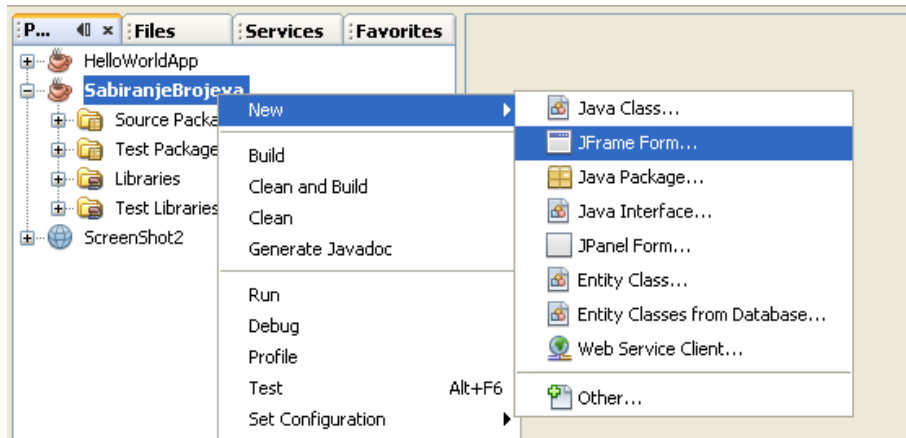 P...
Files
Services
Favorites
HelloWorldApp
SabiranjeBrojeva
Source Packa
Test Package
Libraries
Test Libraries
ScreenShot2
New
Build
Clean and Build
Clean
Generate Javadoc
Run
Debug
Profile
Test Alt+F6
Set Configuration
Java Class...
JFrame Form...
Java Package...
Java Interface...
JPanel Form...
Entity Class...
Entity Classes from Database...
Web Service Client...
Other...